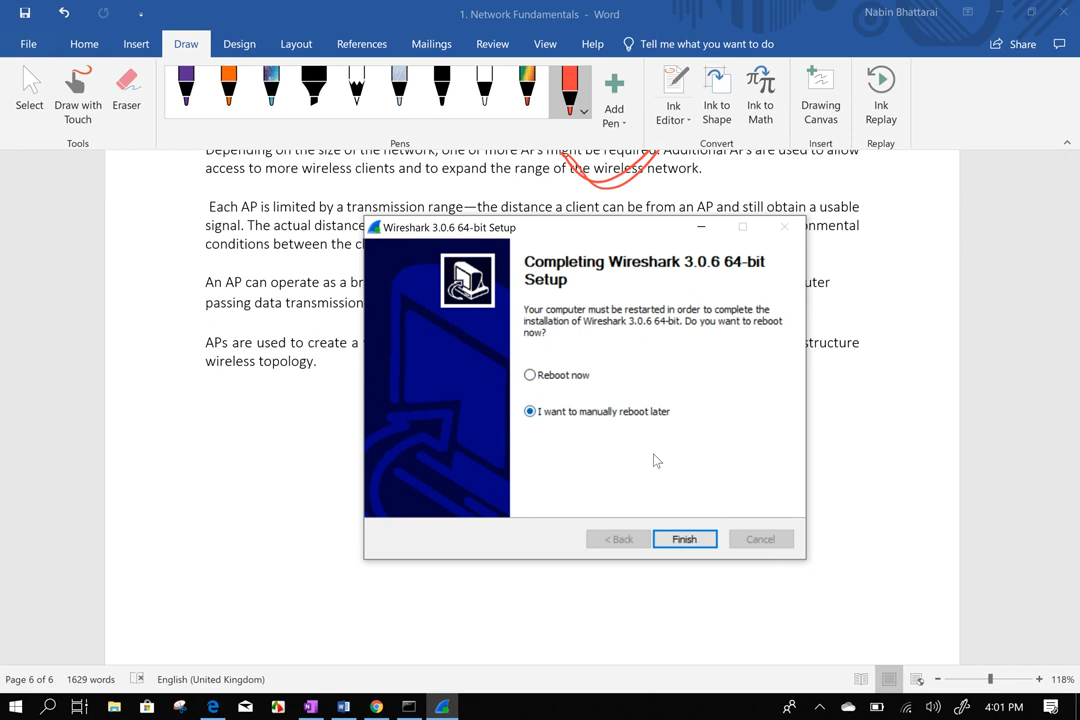 1. Network Fundamentals - Word
Nabin Bhattarai
File Home Insert Draw Design Layout References Mailings Review View Help Tell me what you want to do Share
Select
Draw with Touch
Eraser
Add Pen
Ink Editor
Ink to Shape
Ink to Math
Drawing Canvas
Ink Replay
Tools Pens Convert Insert Replay
Depending on the size of the network, one or more APs might be required. Additional APs are used to allow
access to more wireless clients and to expand the range of the wireless network.
Each AP is limited by a transmission range—the distance a client can be from an AP and still obtain a usable
signal. The actual distance
conditions between the
An AP can operate as a
passing data transmission
APs are used to create a
wireless topology.
Wireshark 3.0.6 64-bit Setup
Completing Wireshark 3.0.6 64-bit
Setup
Your computer must be restarted in order to complete the
installation of Wireshark 3.0.6 64-bit. Do you want to reboot
now?
Reboot now
I want to manually reboot later
< Back Finish Cancel
Page 6 of 6 1629 words English (United Kingdom) 118%
4:01 PM